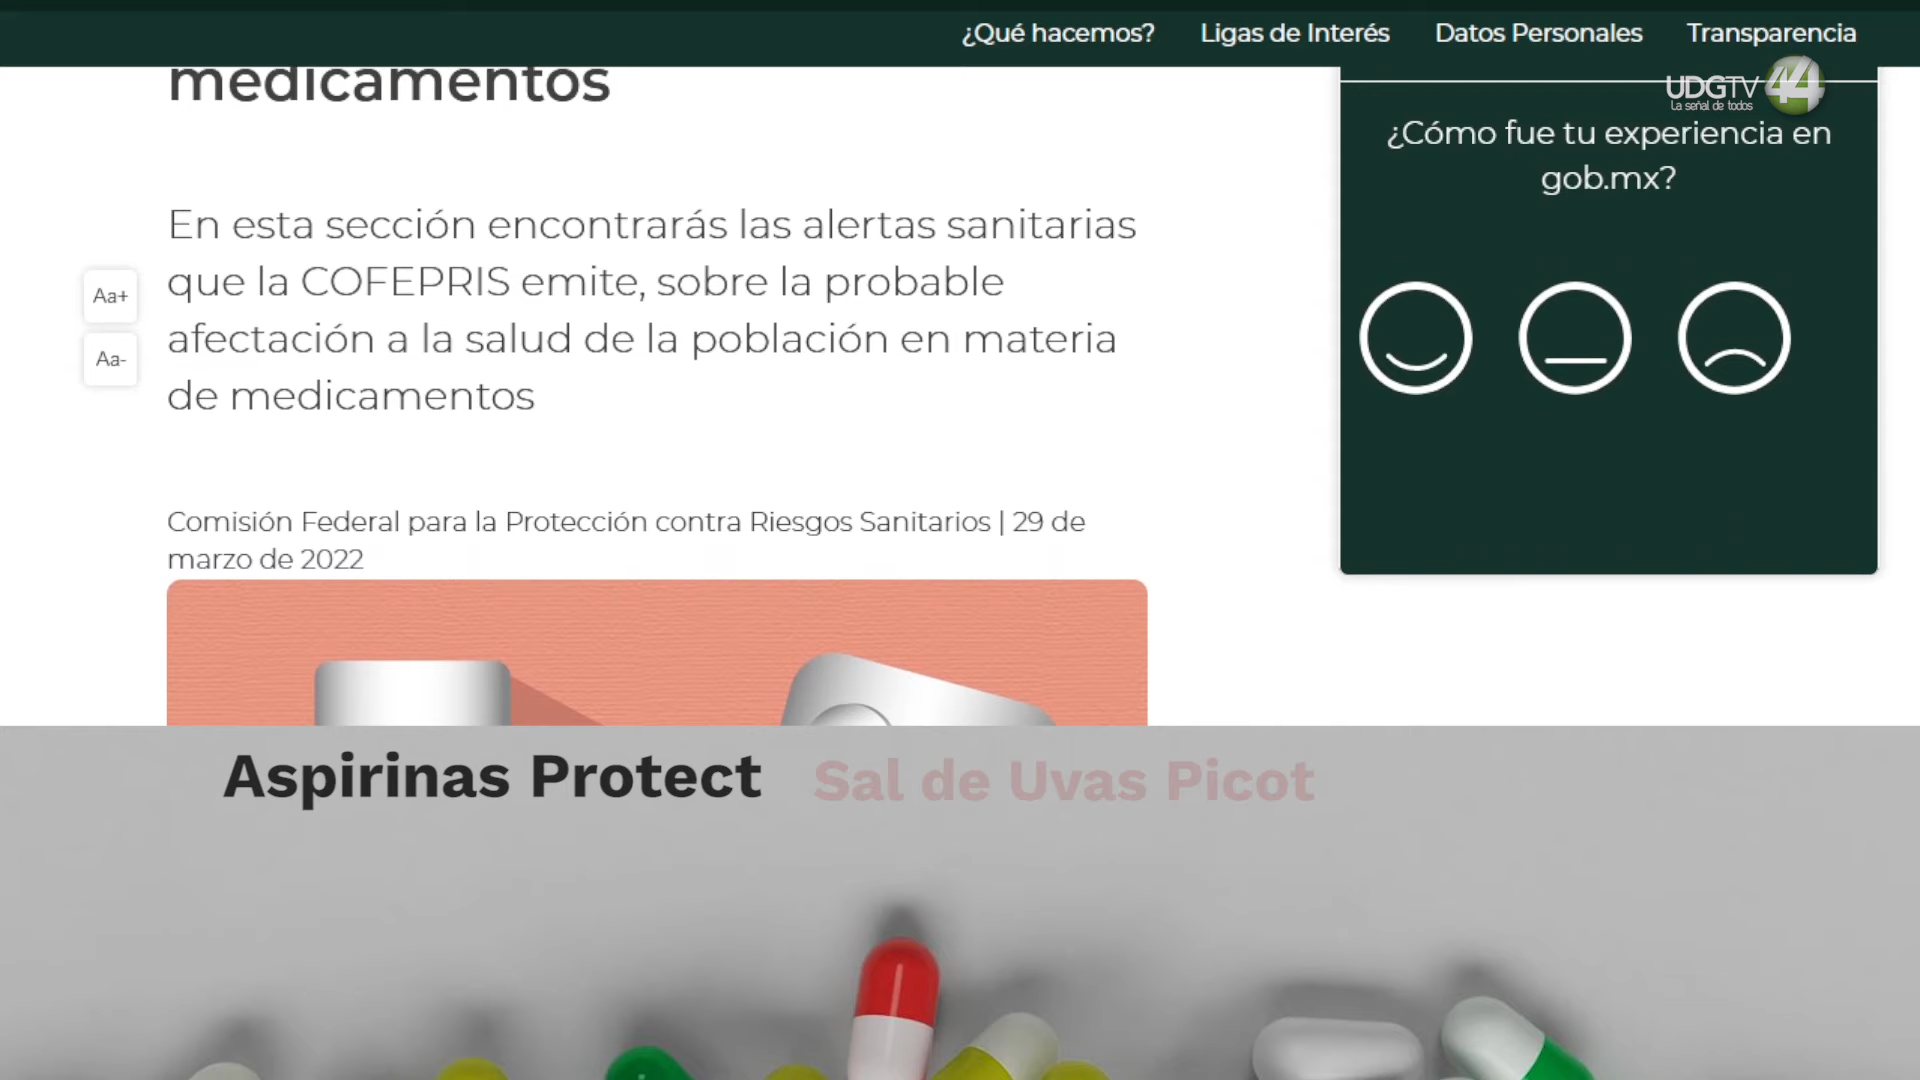 ¿Qué hacemos? Ligas de Interés Datos Personales Transparencia
medicamentos
UDGTV 44
La señal de todos
¿Cómo fue tu experiencia en
gob.mx?
En esta sección encontrarás las alertas sanitarias
que la COFEPRIS emite, sobre la probable
afectación a la salud de la población en materia
de medicamentos
Aa+
Aa-
Comisión Federal para la Protección contra Riesgos Sanitarios | 29 de
marzo de 2022
Aspirinas Protect Sal de Uvas Picot